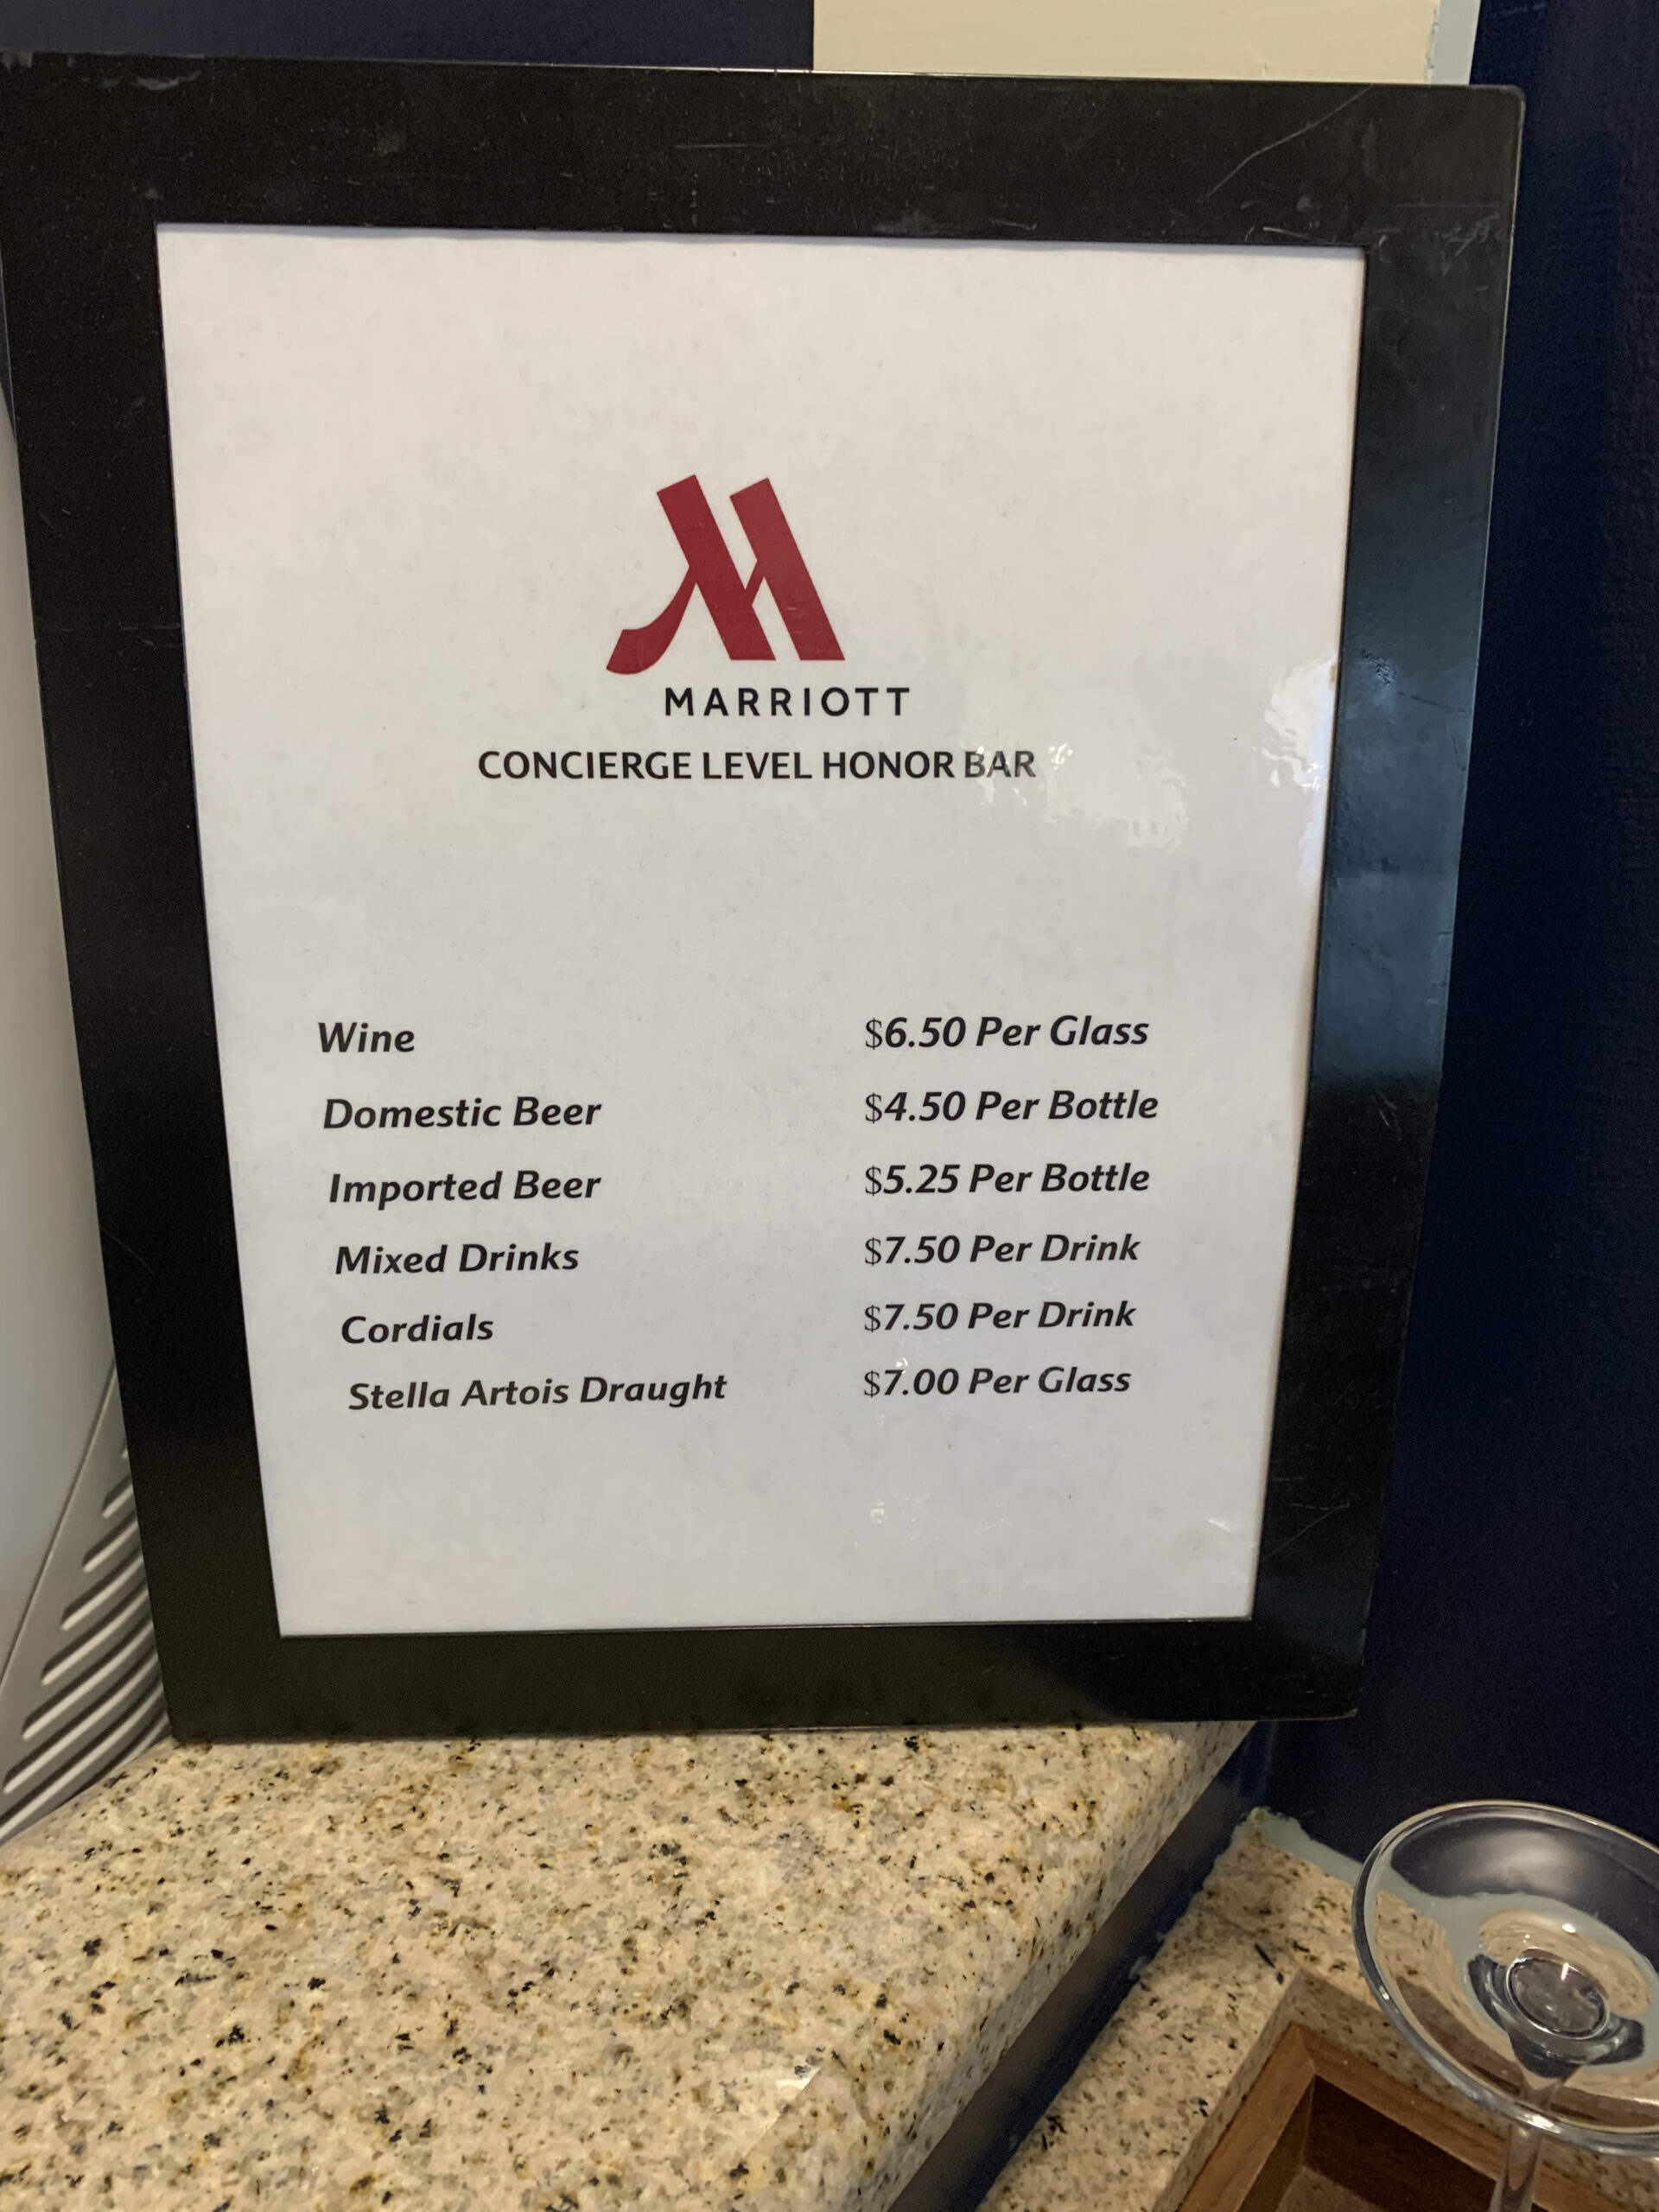 MARRIOTT
CONCIERGE LEVEL HONOR BAR
Wine $6.50 Per Glass
Domestic Beer $4.50 Per Bottle
Imported Beer $5.25 Per Bottle
Mixed Drinks $7.50 Per Drink
Cordials $7.50 Per Drink
Stella Artois Draught $7.00 Per Glass